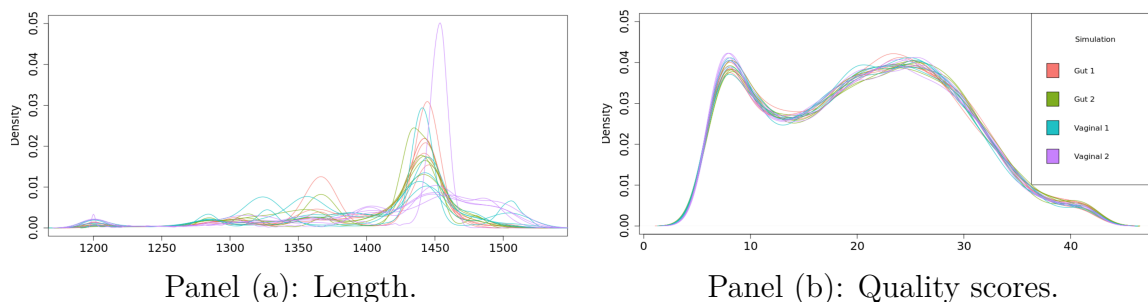 0.05
0.04
0.03
0.02
0.01
0.00
Density
1200 1250 1300 1350 1400 1450 1500
Panel (a): Length.
0.05
0.04
0.03
0.02
0.01
0.00
Density
0 10 20 30 40
Simulation
Gut 1
Gut 2
Vaginal 1
Vaginal 2
Panel (b): Quality scores.